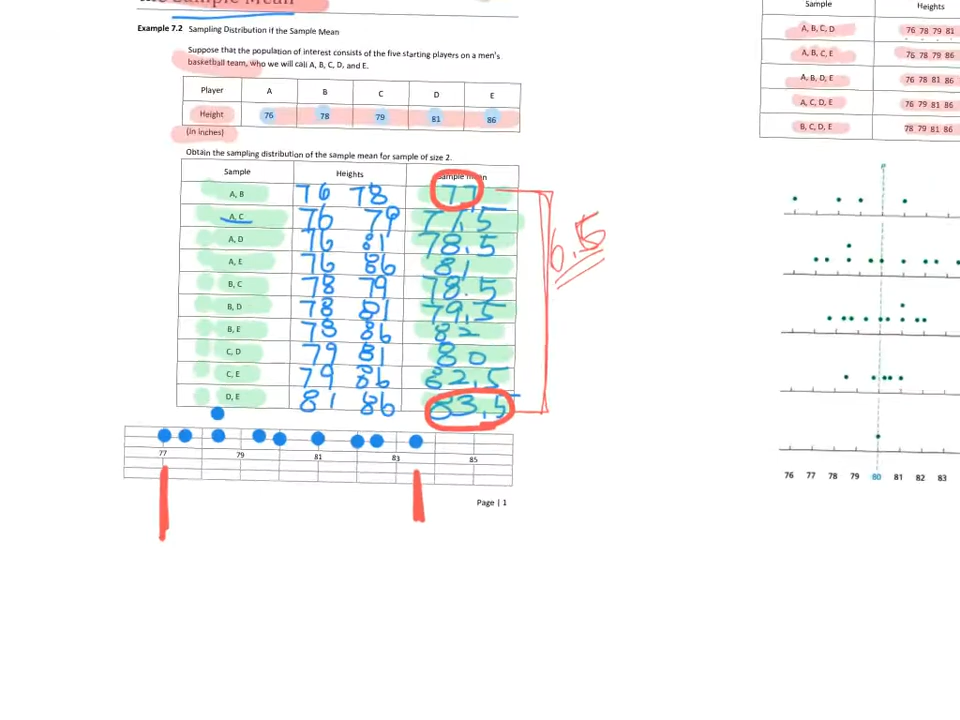 The Sample Mean
Example 7.2 Sampling Distribution if the Sample Mean
Suppose that the population of interest consists of the five starting players on a men's
basketball team, who we will call A, B, C, D, and E.
Player A B C D E
Height 76 78 79 81 86
(in inches)
Obtain the sampling distribution of the sample mean for sample of size 2.
Sample Heights Sample mean
A, B 76 78 77
A, C 76 79 77.5
A, D 76 81 78.5
A, E 76 86 81
B, C 78 79 78.5
B, D 78 81 79.5
B, E 78 86 82
C, D 79 81 80
C, E 79 86 82.5
D, E 81 86 83.5
6.5
77 79 81 83 85
Page | 1
Sample Heights
A, B, C, D 76 78 79 81
A, B, C, E 76 78 79 86
A, B, D, E 76 78 81 86
A, C, D, E 76 79 81 86
B, C, D, E 78 79 81 86
76 77 78 79 80 81 82 83